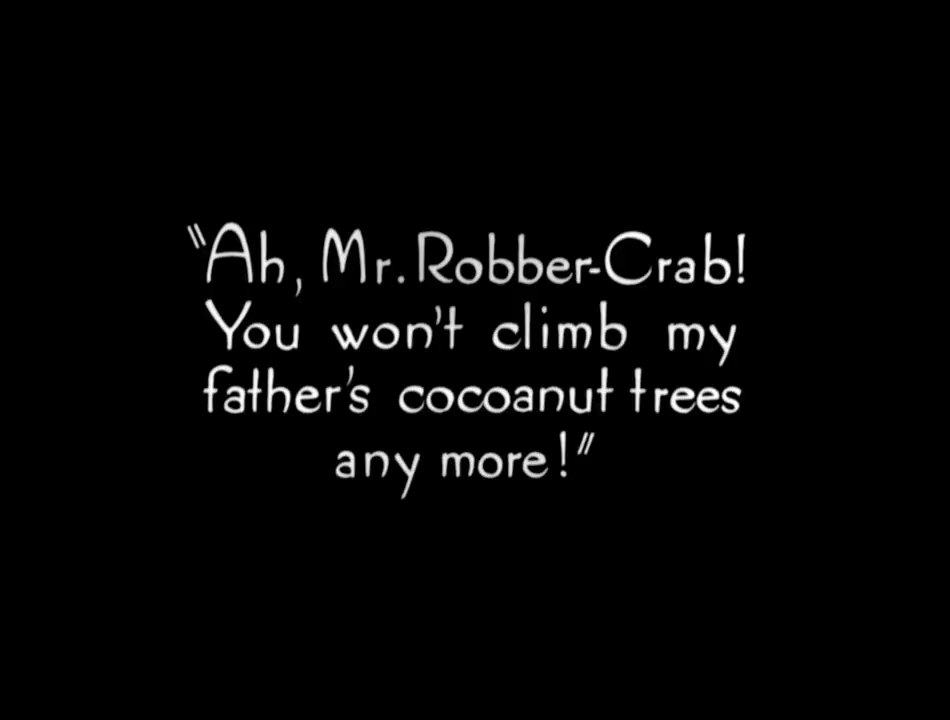 "Ah, Mr. Robber-Crab!
You won't climb my
father's cocoanut trees
any more!"